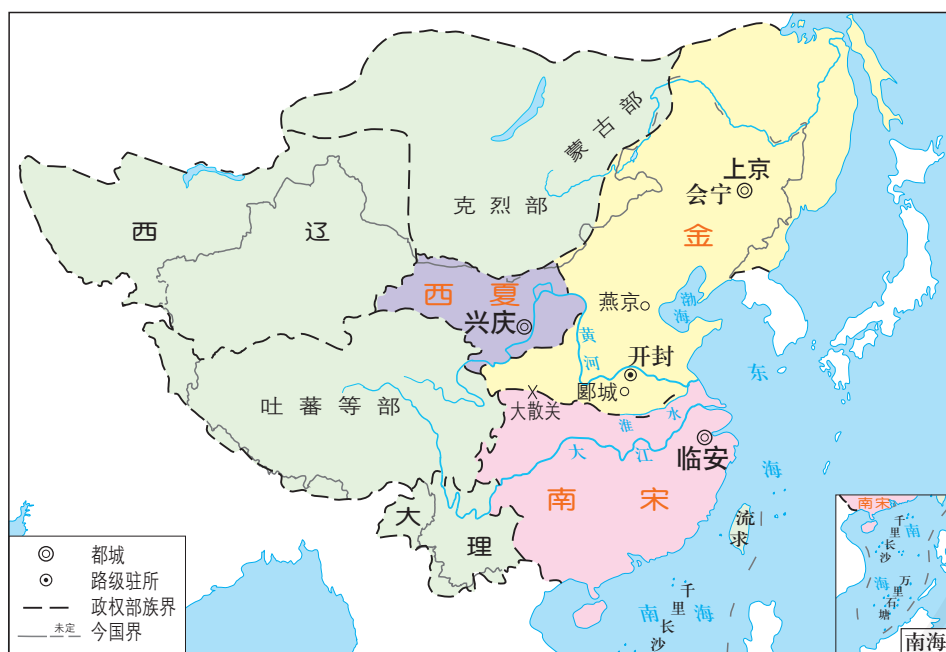 蒙古部
克烈部
上京
会宁
金
西辽
西夏
兴庆
燕京
渤海
黄河
开封
郾城
大散关
淮水
东海
吐蕃等部
大江
临安
南宋
大理
流求
千里长沙
南海
南宋
千里长沙
南海
万里石塘
南海
都城
路级驻所
政权部族界
未定
今国界